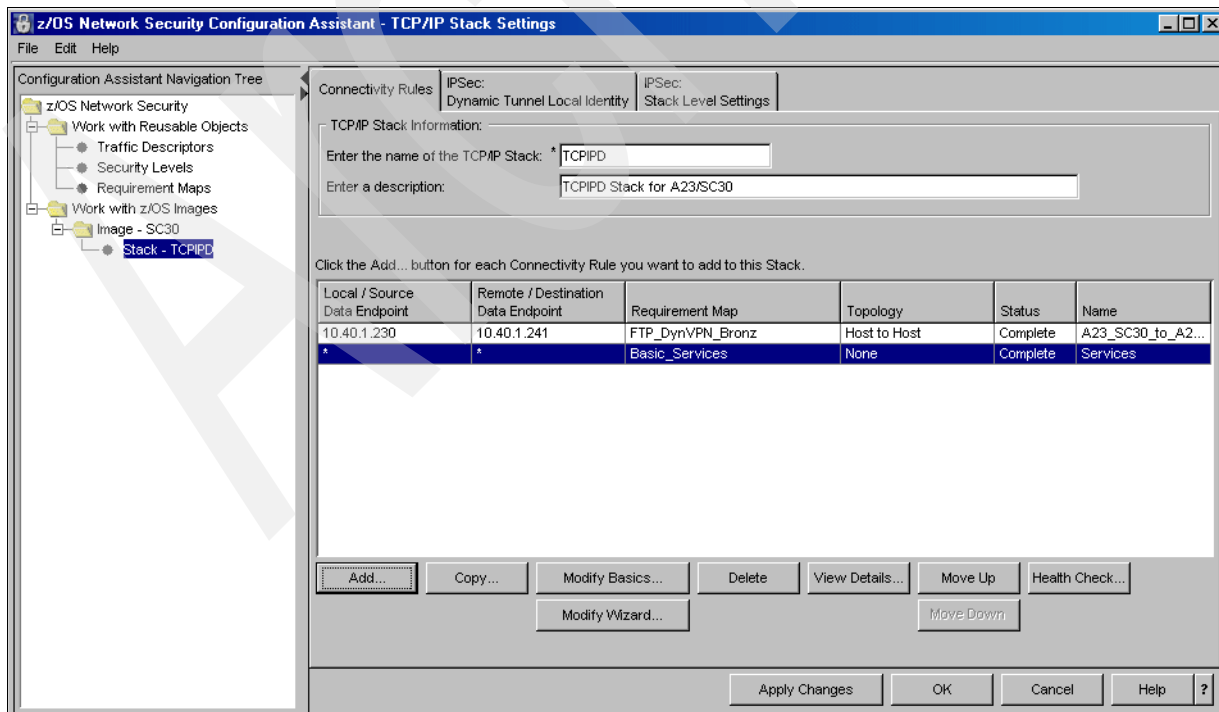 z/OS Network Security Configuration Assistant - TCP/IP Stack Settings
File Edit Help
Configuration Assistant Navigation Tree
z/OS Network Security
Work with Reusable Objects
Traffic Descriptors
Security Levels
Requirement Maps
Work with z/OS Images
Image - SC30
Stack - TCPIPD
Connectivity Rules
IPSec:
Dynamic Tunnel Local Identity
IPSec:
Stack Level Settings
TCP/IP Stack Information:
Enter the name of the TCP/IP Stack: * TCPIPD
Enter a description: TCPIPD Stack for A23/SC30
Click the Add... button for each Connectivity Rule you want to add to this Stack.
Local / Source
Data Endpoint
Remote / Destination
Data Endpoint
Requirement Map
Topology
Status
Name
10.40.1.230 10.40.1.241 FTP_DynVPN_Bronz Host to Host Complete A23_SC30_to_A2...
* * Basic_Services None Complete Services
Add... Copy... Modify Basics... Delete View Details... Move Up Health Check...
Modify Wizard... Move Down
Apply Changes OK Cancel Help ?